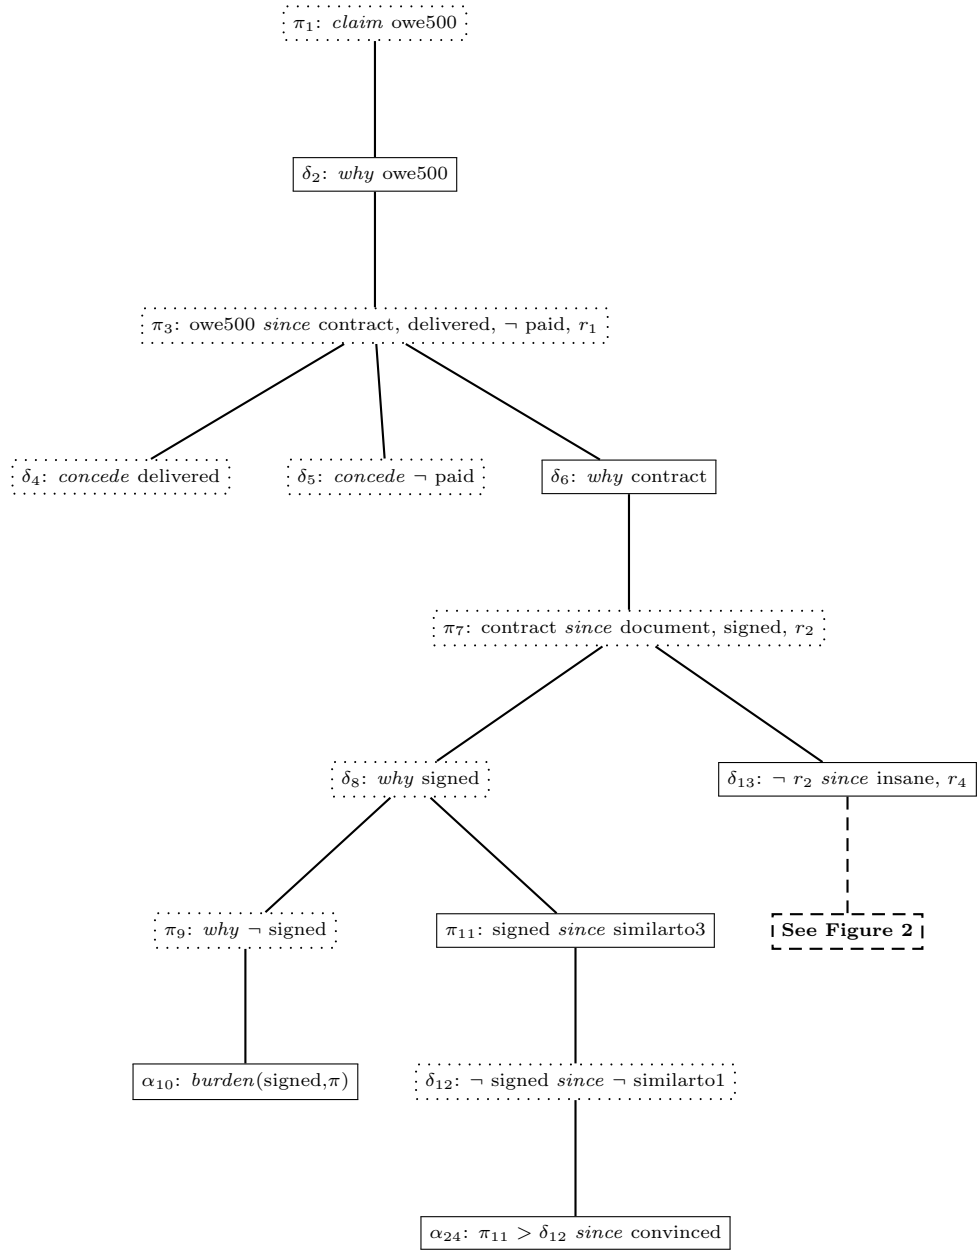 π₁: claim owe500
δ₂: why owe500
π₃: owe500 since contract, delivered, ¬ paid, r₁
δ₄: concede delivered
δ₅: concede ¬ paid
δ₆: why contract
π₇: contract since document, signed, r₂
δ₈: why signed
δ₁₃: ¬ r₂ since insane, r₄
π₉: why ¬ signed
π₁₁: signed since similarto3
See Figure 2
α₁₀: burden(signed,π)
δ₁₂: ¬ signed since ¬ similarto1
α₂₄: π₁₁ > δ₁₂ since convinced